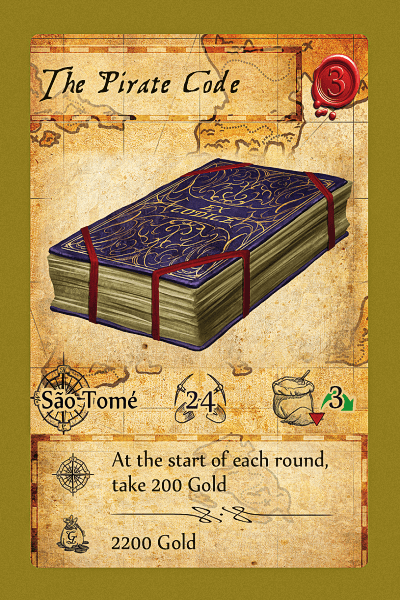 The Pirate Code
3
São-Tomé
24
3
At the start of each round,
take 200 Gold
2200 Gold